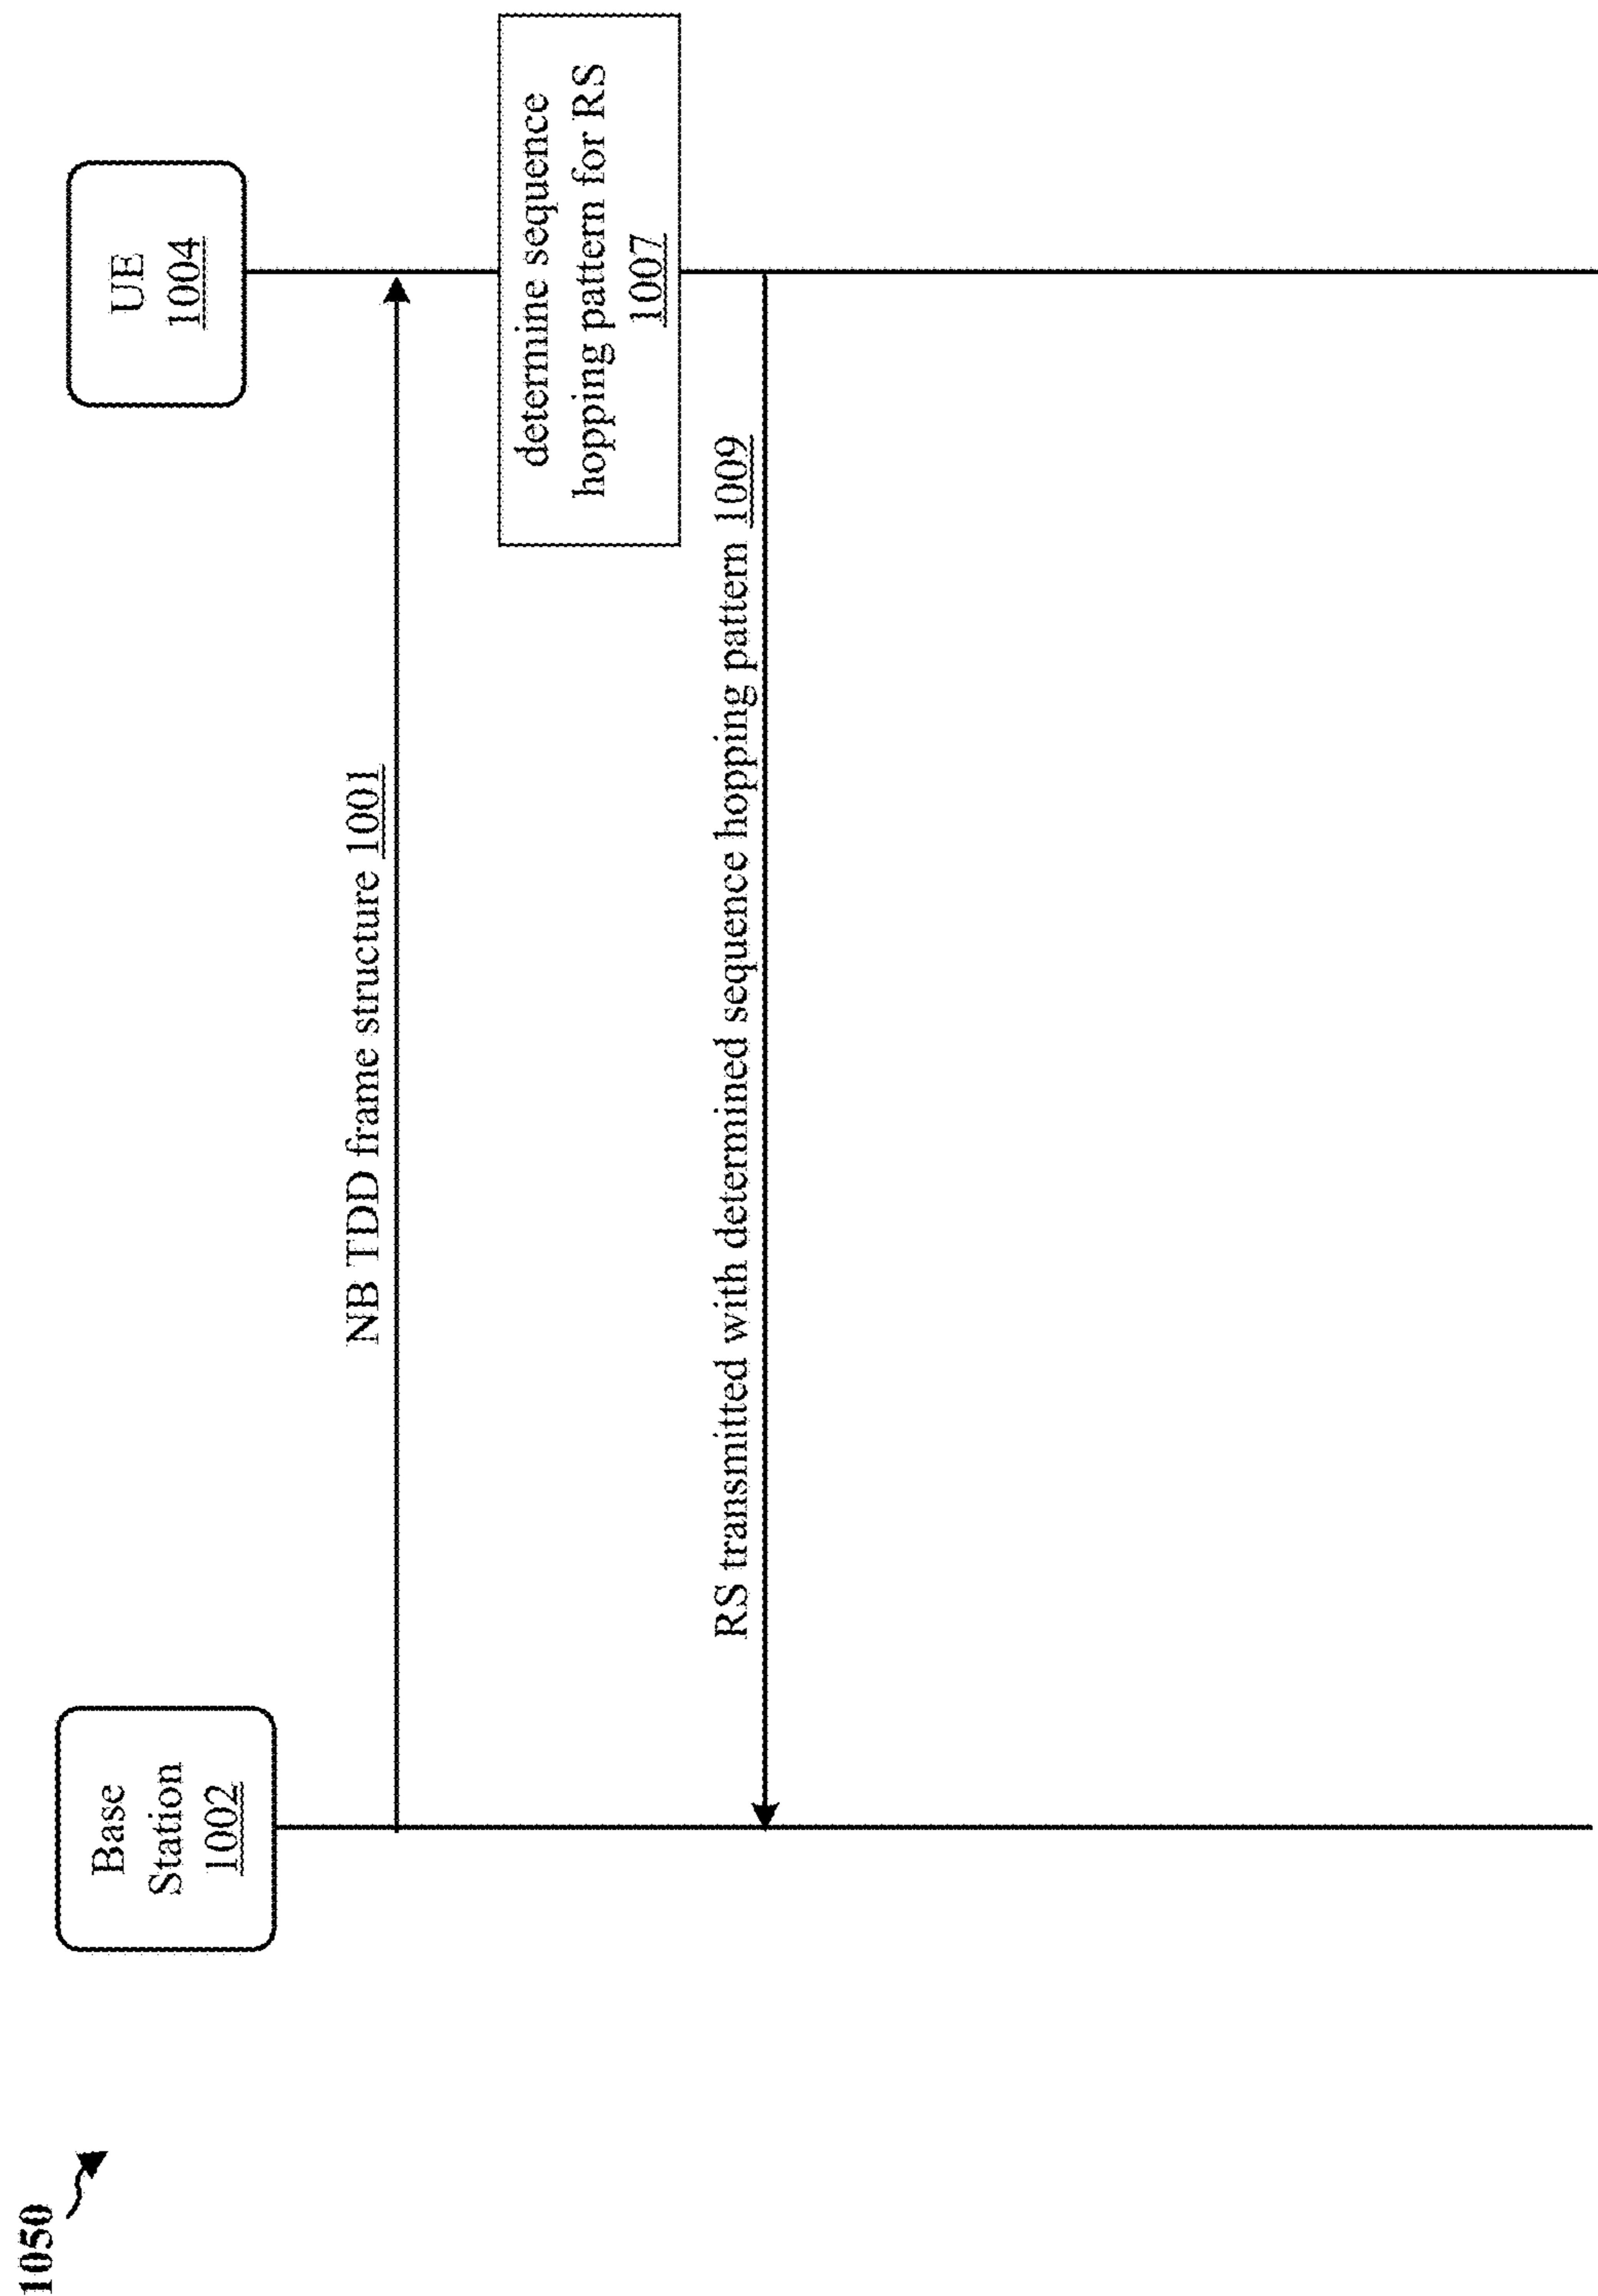 1050
Base
Station
1002
UE
1004
NB TDD frame structure 1001
determine sequence
hopping pattern for RS
1007
RS transmitted with determined sequence hopping pattern 1009